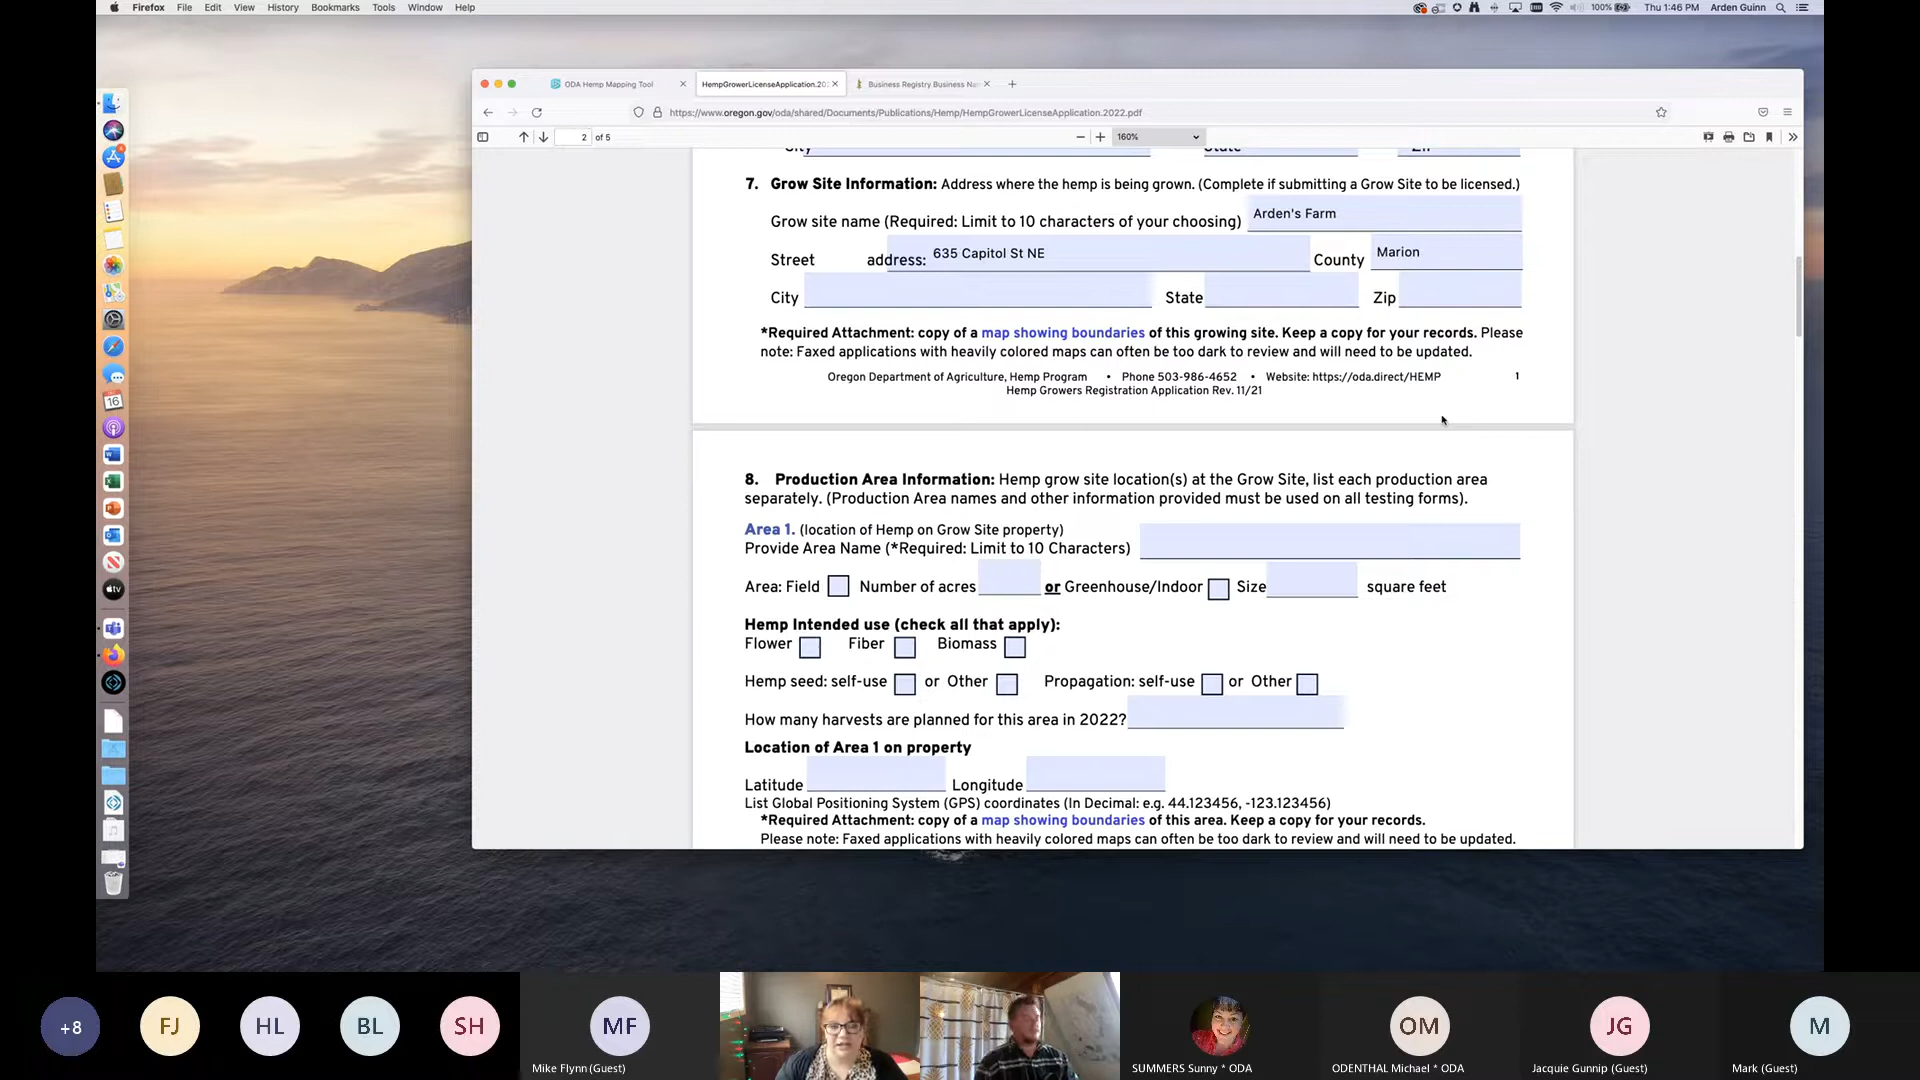 Firefox File Edit View History Bookmarks Tools Window Help
100% Thu 1:46 PM Arden Guinn
ODA Hemp Mapping Tool
HempGrowerLicenseApplication.20
Business Registry Business Na
https://www.oregon.gov/oda/shared/Documents/Publications/Hemp/HempGrowerLicenseApplication.2022.pdf
2 of 5
160%
City State Zip
7. Grow Site Information: Address where the hemp is being grown. (Complete if submitting a Grow Site to be licensed.)
Grow site name (Required: Limit to 10 characters of your choosing) Arden's Farm
Street address: 635 Capitol St NE County Marion
City State Zip
*Required Attachment: copy of a map showing boundaries of this growing site. Keep a copy for your records. Please
note: Faxed applications with heavily colored maps can often be too dark to review and will need to be updated.
Oregon Department of Agriculture, Hemp Program • Phone 503-986-4652 • Website: https://oda.direct/HEMP 1
Hemp Growers Registration Application Rev. 11/21
8. Production Area Information: Hemp grow site location(s) at the Grow Site, list each production area
separately. (Production Area names and other information provided must be used on all testing forms).
Area 1. (location of Hemp on Grow Site property)
Provide Area Name (*Required: Limit to 10 Characters)
Area: Field Number of acres or Greenhouse/Indoor Size square feet
Hemp Intended use (check all that apply):
Flower Fiber Biomass
Hemp seed: self-use or Other Propagation: self-use or Other
How many harvests are planned for this area in 2022?
Location of Area 1 on property
Latitude Longitude
List Global Positioning System (GPS) coordinates (In Decimal: e.g. 44.123456, -123.123456)
*Required Attachment: copy of a map showing boundaries of this area. Keep a copy for your records.
Please note: Faxed applications with heavily colored maps can often be too dark to review and will need to be updated.
16
tv
+8 FJ HL BL SH MF OM JG M
Mike Flynn (Guest)
SUMMERS Sunny * ODA
ODENTHAL Michael * ODA
Jacquie Gunnip (Guest)
Mark (Guest)